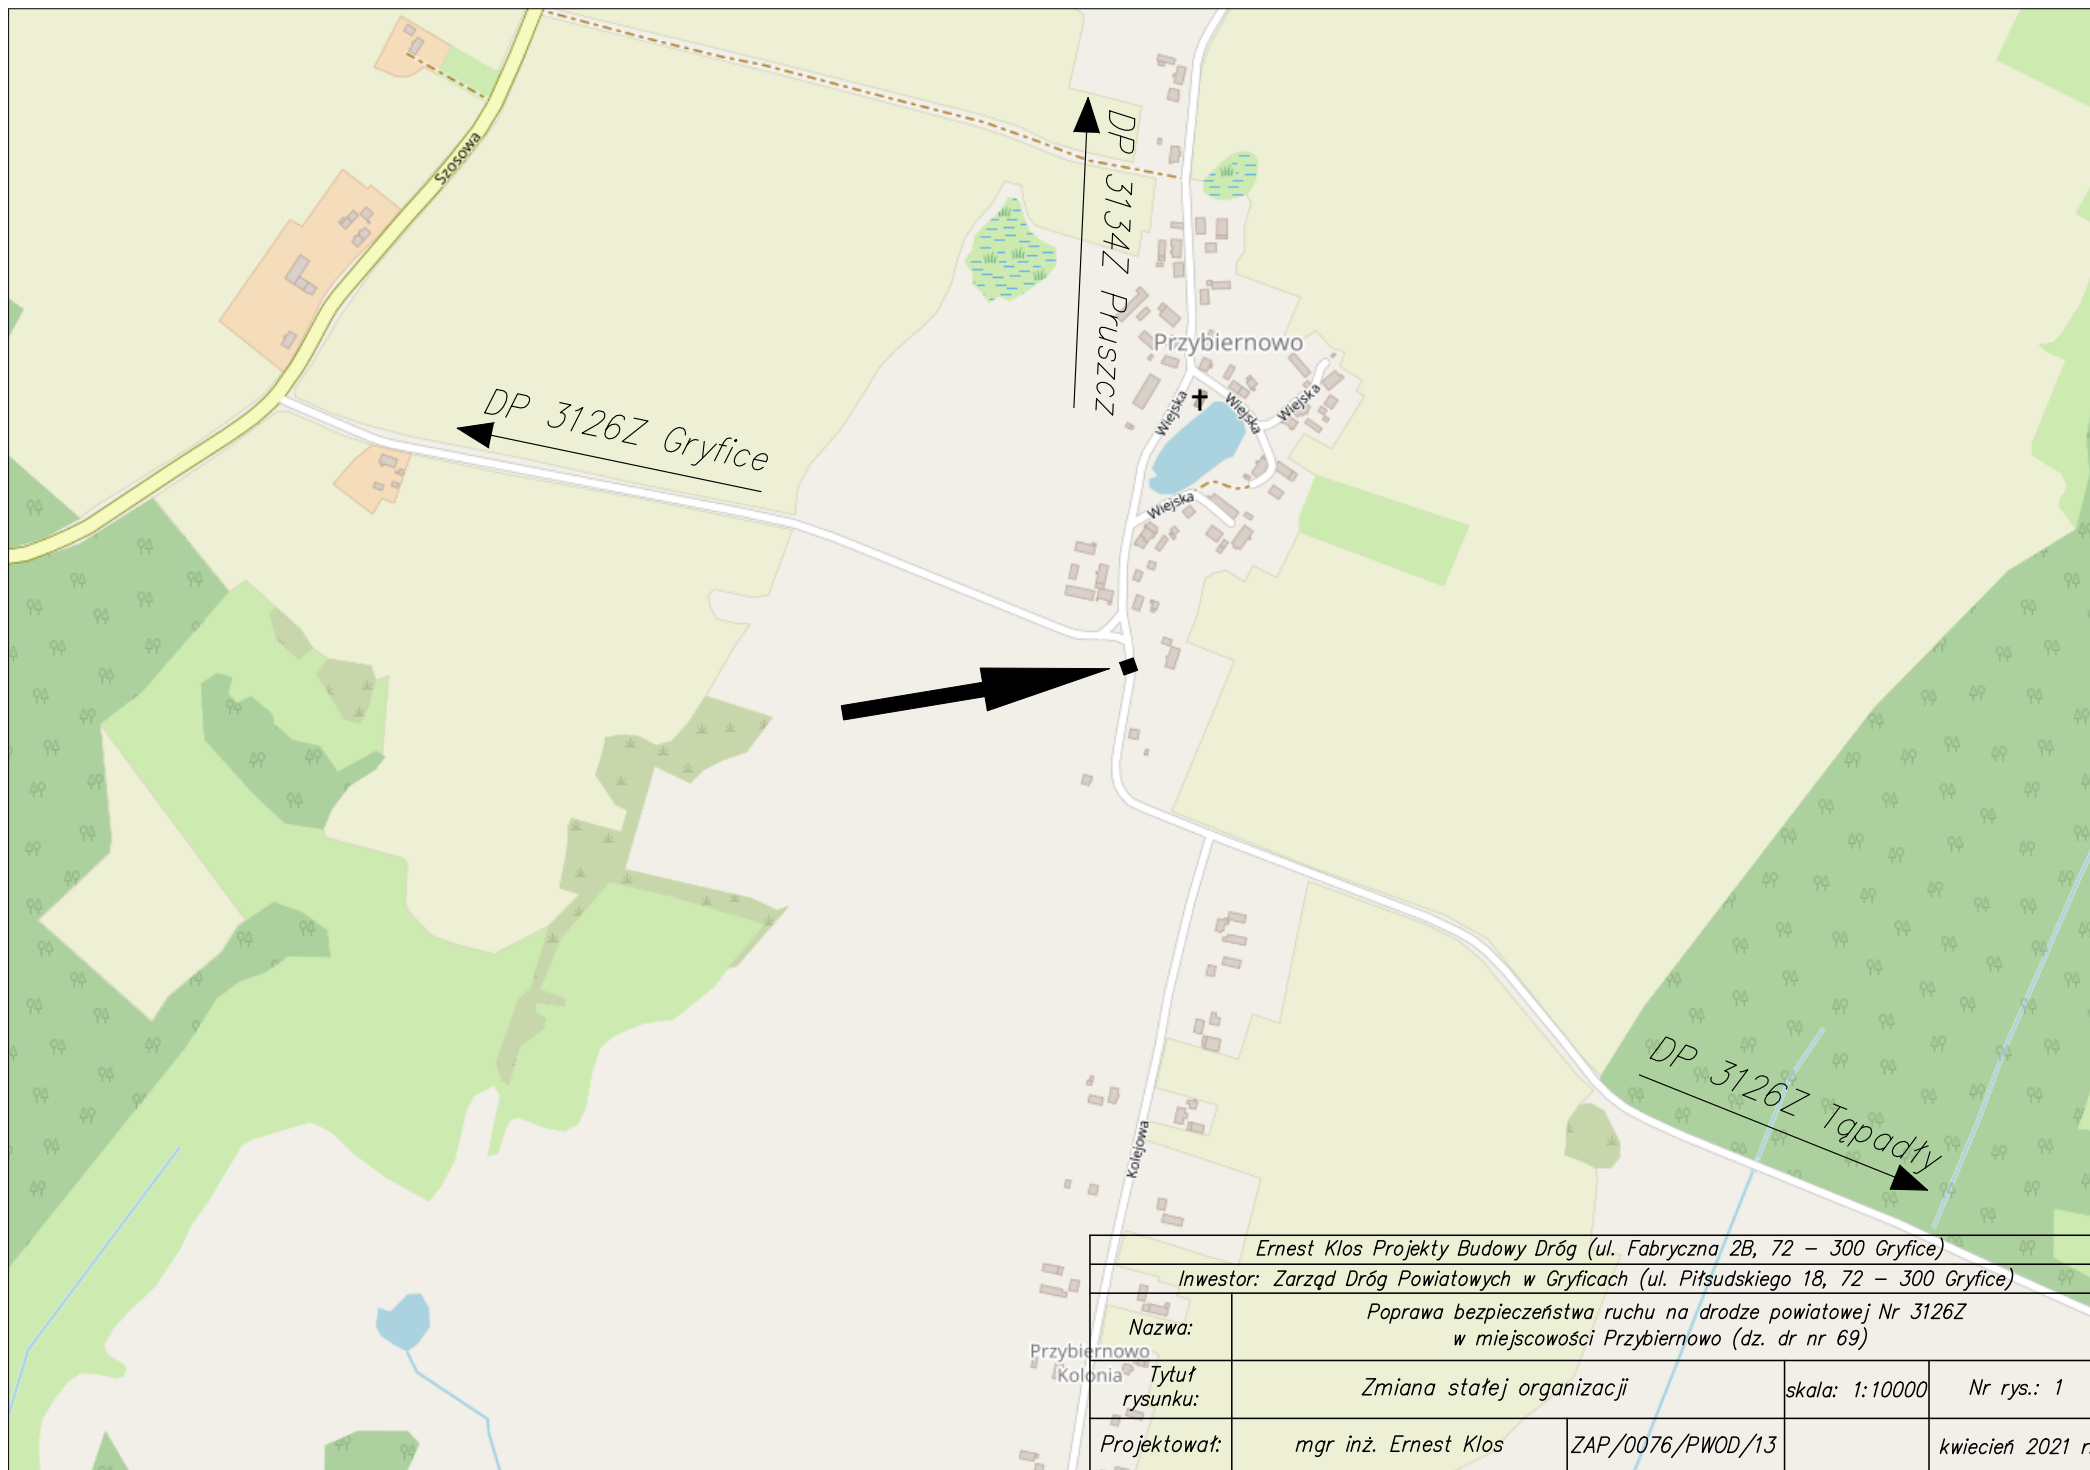 Szosowa
DP 3134Z Pruszcz
Przybiernowo
Wiejska
Wiejska
Wiejska
Wiejska
DP 3126Z Gryfice
DP 3126Z Tąpadły
Kolejowa
Przybiernowo
Kolonia
Ernest Klos Projekty Budowy Dróg (ul. Fabryczna 2B, 72 – 300 Gryfice)
Inwestor: Zarząd Dróg Powiatowych w Gryficach (ul. Piłsudskiego 18, 72 – 300 Gryfice)
Nazwa:
Poprawa bezpieczeństwa ruchu na drodze powiatowej Nr 3126Z
w miejscowości Przybiernowo (dz. dr nr 69)
Tytuł
rysunku:
Zmiana stałej organizacji
skala: 1:10000
Nr rys.: 1
Projektował:
mgr inż. Ernest Klos
ZAP/0076/PWOD/13
kwiecień 2021 r.